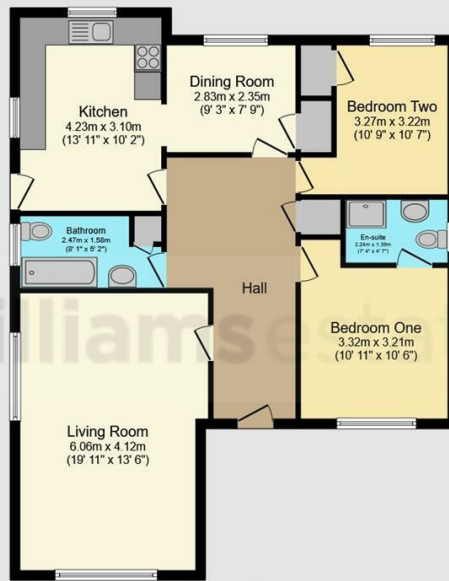 Kitchen
4.23m x 3.10m
(13' 11" x 10' 2")
Dining Room
2.83m x 2.35m
(9' 3" x 7' 9")
Bedroom Two
3.27m x 3.22m
(10' 9" x 10' 7")
Bathroom
2.47m x 1.58m
(8' 1" x 5' 2")
En-suite
2.24m x 1.39m
(7' 4" x 4' 7")
Hall
Bedroom One
3.32m x 3.21m
(10' 11" x 10' 6")
Living Room
6.06m x 4.12m
(19' 11" x 13' 6")